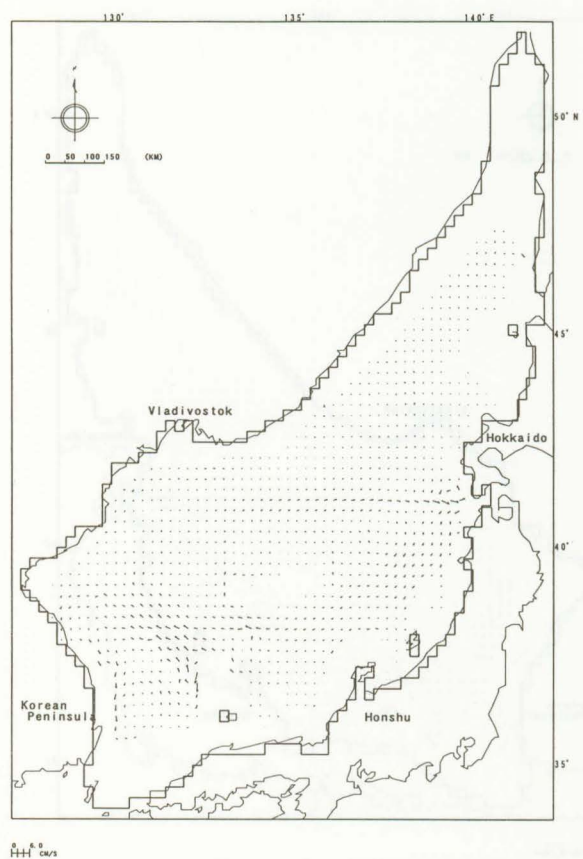 130° 135° 140° E
50° N
0 50 100 150 (KM)
45°
Vladivostok
Hokkaido
40°
Korean
Peninsula
Honshu
35°
0 6.0
CM/S